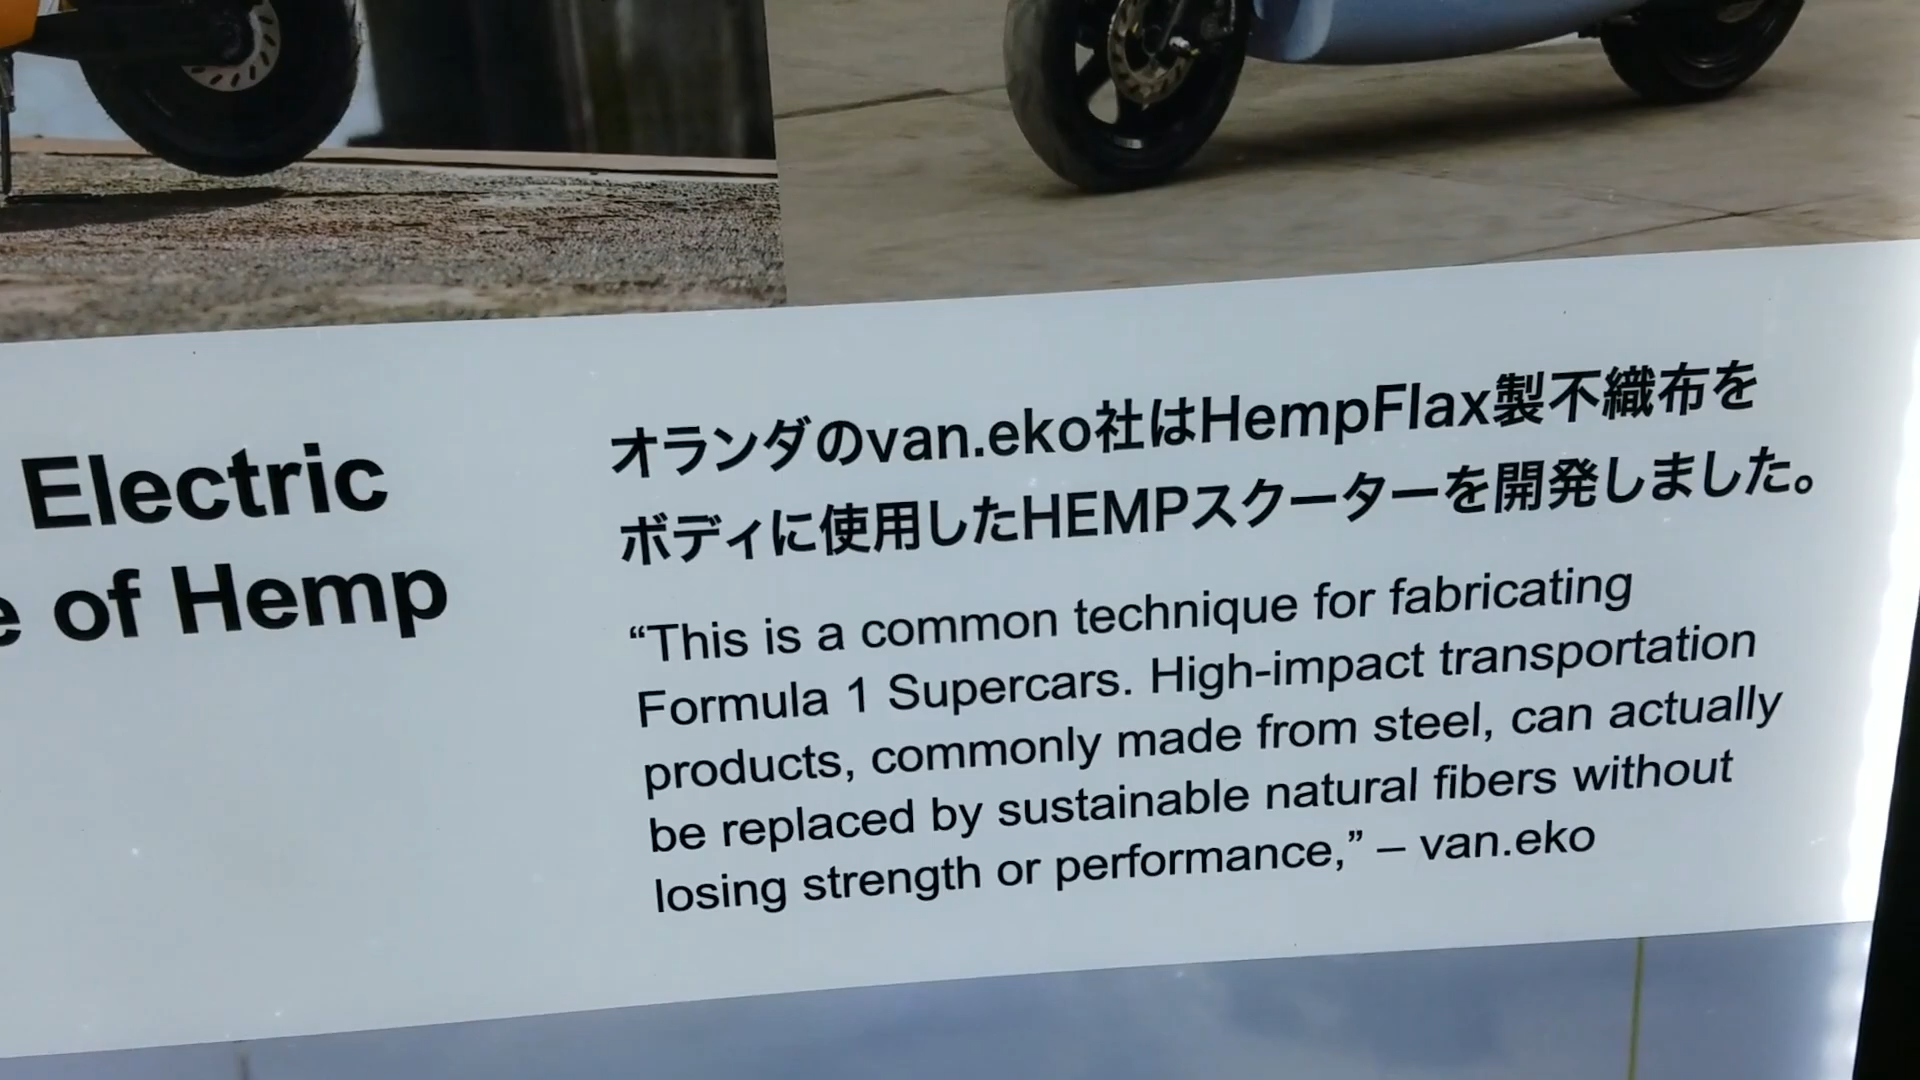 Electric
of Hemp
オランダのvan.eko社はHempFlax製不織布を
ボディに使用したHEMPスクーターを開発しました。
“This is a common technique for fabricating
Formula 1 Supercars. High-impact transportation
products, commonly made from steel, can actually
be replaced by sustainable natural fibers without
losing strength or performance,” – van.eko